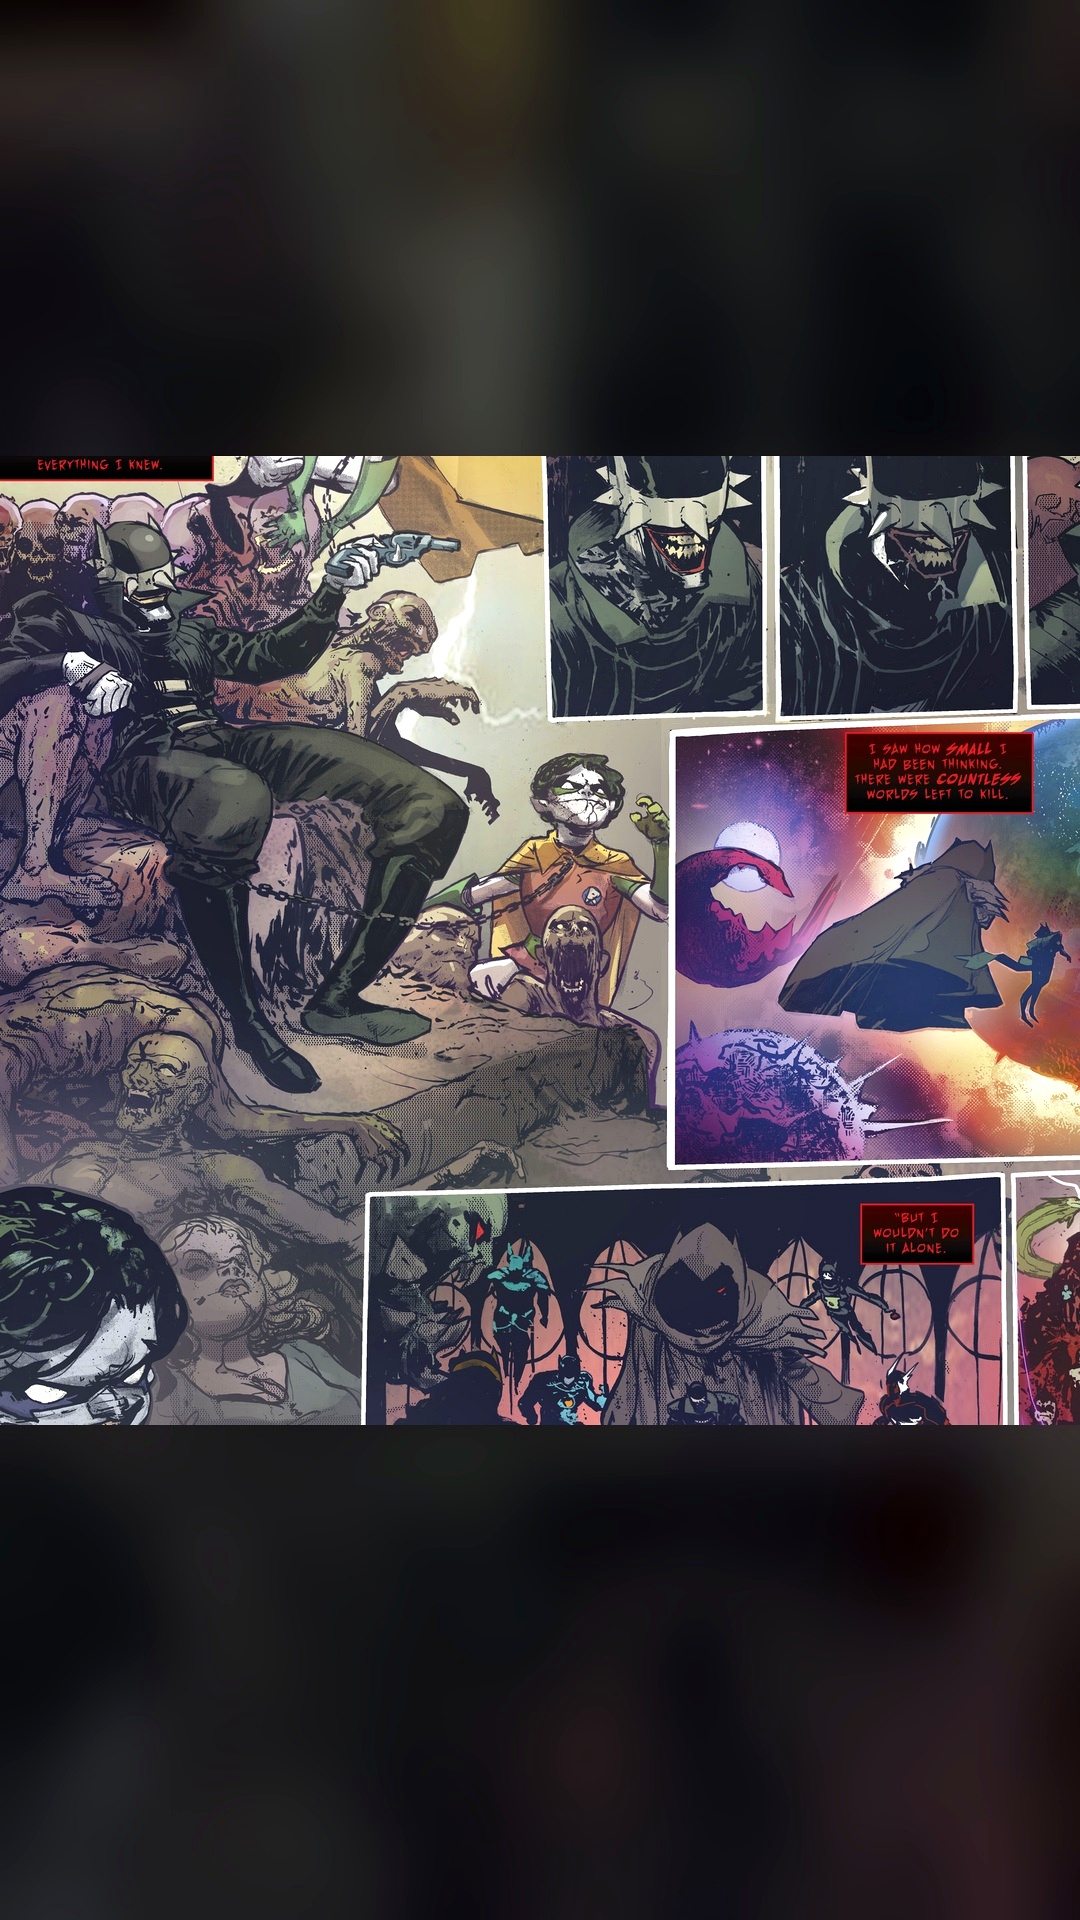 EVERYTHING I KNEW.
I SAW HOW SMALL I
HAD BEEN THINKING.
THERE WERE COUNTLESS
WORLDS LEFT TO KILL.
"BUT I
WOULDN'T DO
IT ALONE.